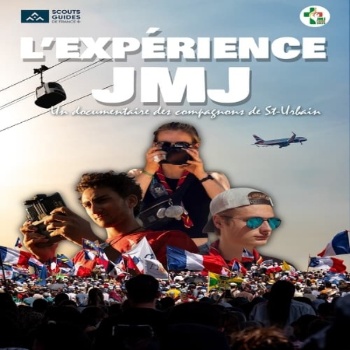 SCOUTS
GUIDES
DE FRANCE
L'EXPÉRIENCE
JMJ
Un documentaire des compagnons de St-Urbain